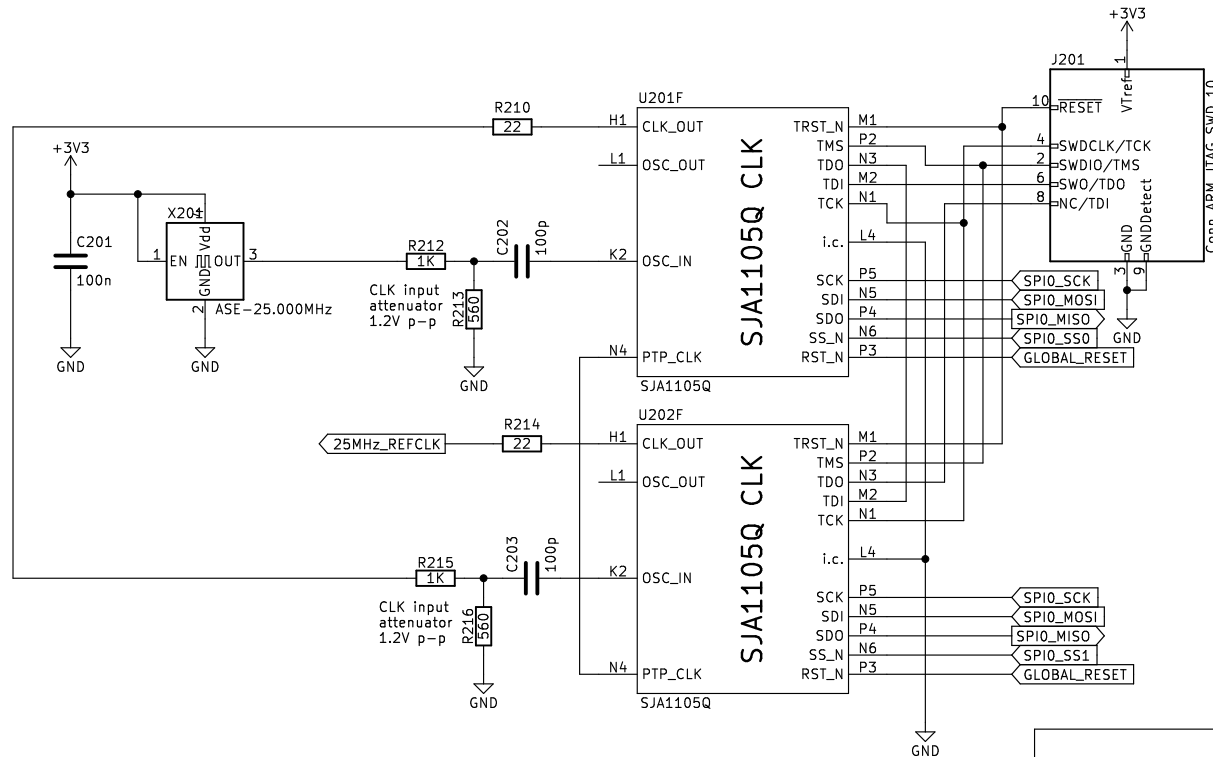 +3V3
J201
1
VTref
10 RESET
4 SWDCLK/TCK
2 SWDIO/TMS
6 SWO/TDO
8 NC/TDI
GND
GNDDetect
3
9
GND
U201F
R210
22
H1 CLK_OUT
L1 OSC_OUT
K2 OSC_IN
N4 PTP_CLK
SJA1105Q CLK
TRST_N M1
TMS P2
TDO N3
TDI M2
TCK N1
i.c. L4
SCK P5 SPI0_SCK
SDI N5 SPI0_MOSI
SDO P4 SPI0_MISO
SS_N N6 SPI0_SS0
RST_N P3 GLOBAL_RESET
SJA1105Q
+3V3
C201
100n
GND
X201
4
Vdd
1 EN
OUT 3
GND
2
ASE-25.000MHz
GND
R212
1K
C202
100p
CLK input
attenuator
1.2V p-p
R213
560
GND
U202F
25MHz_REFCLK
R214
22
H1 CLK_OUT
L1 OSC_OUT
K2 OSC_IN
N4 PTP_CLK
SJA1105Q CLK
TRST_N M1
TMS P2
TDO N3
TDI M2
TCK N1
i.c. L4
SCK P5 SPI0_SCK
SDI N5 SPI0_MOSI
SDO P4 SPI0_MISO
SS_N N6 SPI0_SS1
RST_N P3 GLOBAL_RESET
SJA1105Q
R215
1K
C203
100p
CLK input
attenuator
1.2V p-p
R216
560
GND
GND